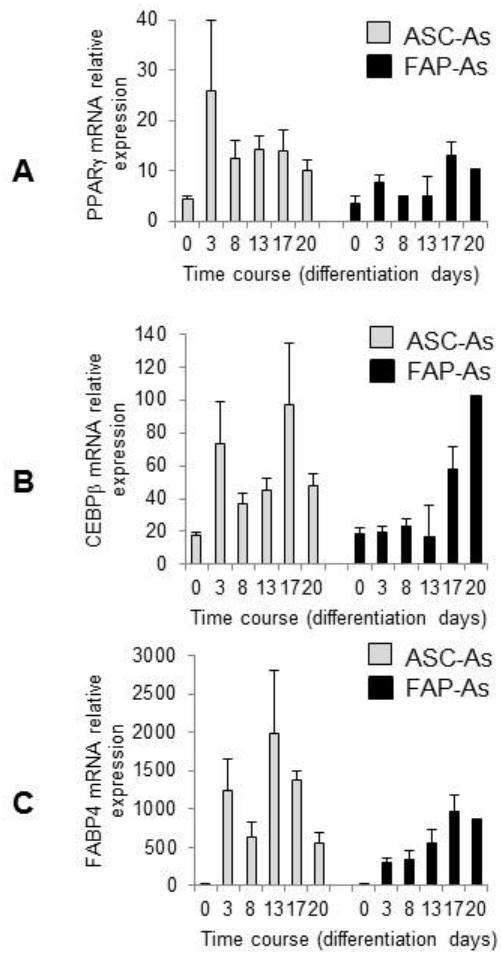 A
PPARγ mRNA relative
expression
40
30
20
10
0
ASC-As
FAP-As
0 3 8 13 17 20 0 3 8 13 17 20
Time course (differentiation days)
B
CEBPβ mRNA relative
expression
140
120
100
80
60
40
20
0
ASC-As
FAP-As
0 3 8 13 17 20 0 3 8 13 17 20
Time course (differentiation days)
C
FABP4 mRNA relative
expression
3000
2500
2000
1500
1000
500
0
ASC-As
FAP-As
0 3 8 13 17 20 0 3 8 13 17 20
Time course (differentiation days)